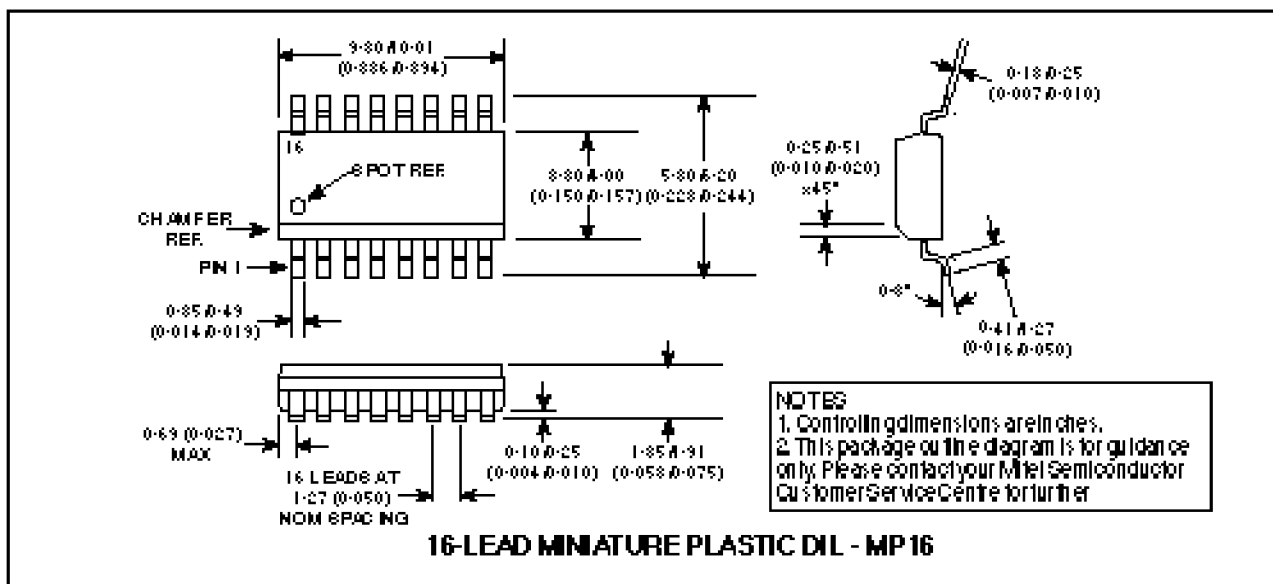 9·80/10·01
(0·386/0·394)
16
SPOT REF.
CHAMFER
REF.
PIN 1
3·80/4·00
(0·150/0·157)
5·80/6·20
(0·228/0·244)
0·18/0·25
(0·007/0·010)
0·25/0·51
(0·010/0·020)
x45°
0-8°
0·41/1·27
(0·016/0·050)
0·35/0·49
(0·014/0·019)
0·69 (0·027)
MAX
16 LEADS AT
1·27 (0·050)
NOM SPACING
0·10/0·25
(0·004/0·010)
1·35/1·91
(0·053/0·075)
NOTES
1. Controlling dimensions are inches.
2. This package outline diagram is for guidance
only. Please contact your Mitel Semiconductor
Customer Service Centre for further
16-LEAD MINIATURE PLASTIC DIL - MP16